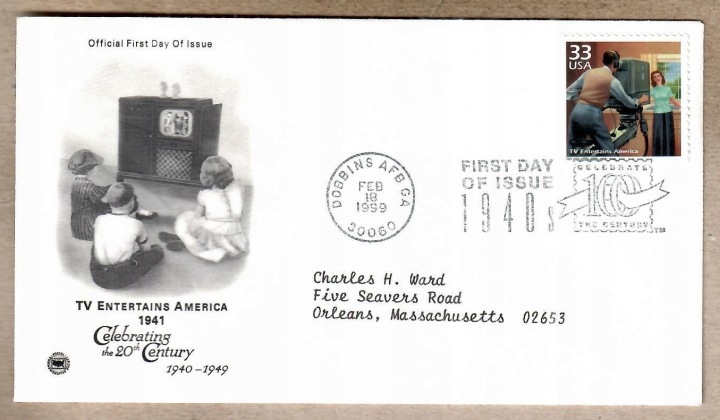 Official First Day Of Issue
33
USA
TV Entertains America
DOBBINS AFB GA
FEB
18
1999
30060
FIRST DAY
OF ISSUE
1940s
CELEBRATE
100
THE CENTURY
TM
Charles H. Ward
Five Seavers Road
Orleans, Massachusetts 02653
TV ENTERTAINS AMERICA
1941
Celebrating
the 20th Century
1940-1949